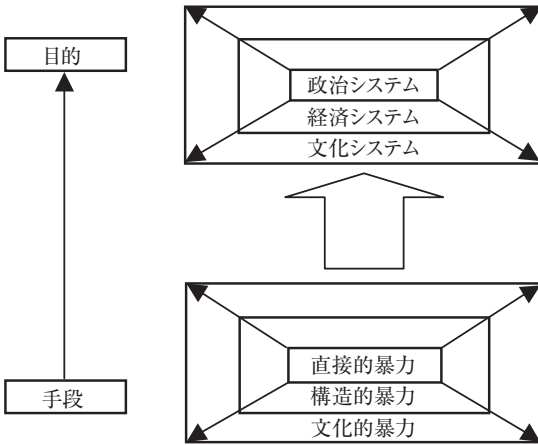 目的
政治システム
経済システム
文化システム
手段
直接的暴力
構造的暴力
文化的暴力